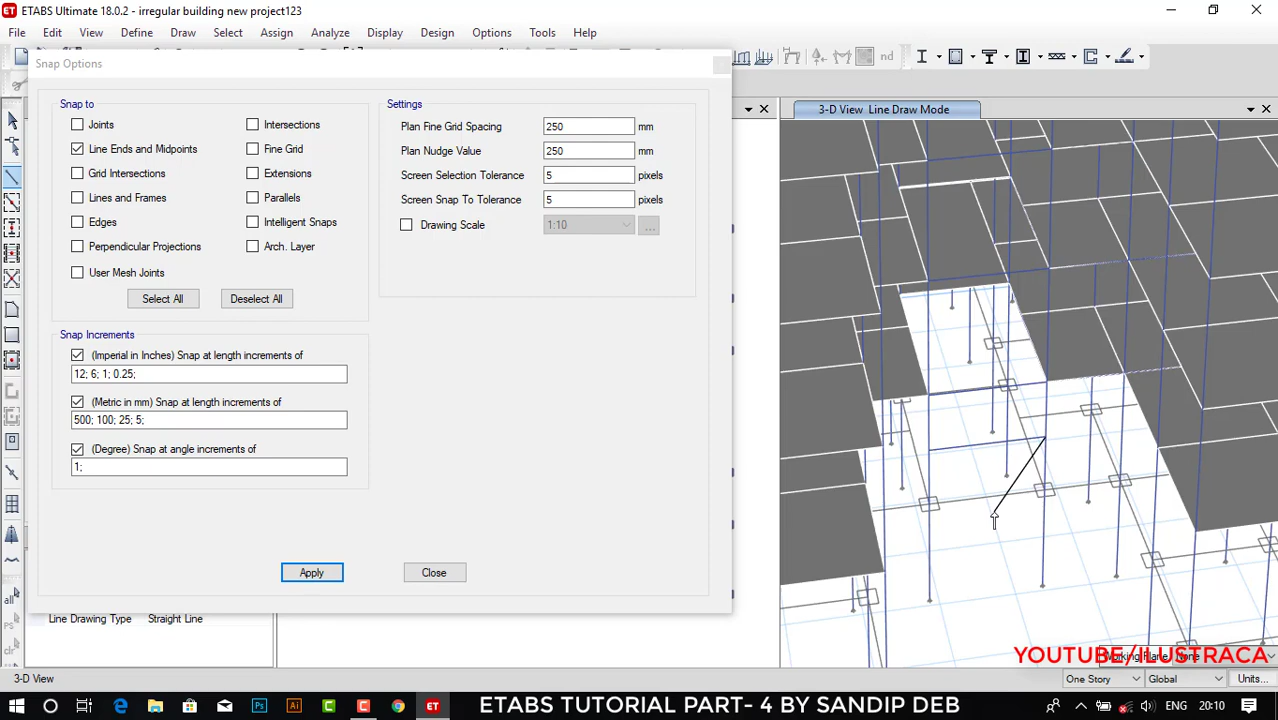 ETABS Ultimate 18.0.2 - irregular building new project123
File Edit View Define Draw Select Assign Analyze Display Design Options Tools Help
nd
Snap Options
Snap to
Joints
Line Ends and Midpoints
Grid Intersections
Lines and Frames
Edges
Perpendicular Projections
User Mesh Joints
Intersections
Fine Grid
Extensions
Parallels
Intelligent Snaps
Arch. Layer
Select All
Deselect All
Settings
Plan Fine Grid Spacing 250 mm
Plan Nudge Value 250 mm
Screen Selection Tolerance 5 pixels
Screen Snap To Tolerance 5 pixels
Drawing Scale 1:10 ...
Snap Increments
(Imperial in Inches) Snap at length increments of
12; 6; 1; 0.25;
(Metric in mm) Snap at length increments of
500; 100; 25; 5;
(Degree) Snap at angle increments of
1;
Apply
Close
3-D View Line Draw Mode
all
ps
clr
Line Drawing Type Straight Line
YOUTUBE/ILUSTRACA
3-D View
One Story
Global
Units...
ETABS TUTORIAL PART- 4 BY SANDIP DEB
ENG
20:10